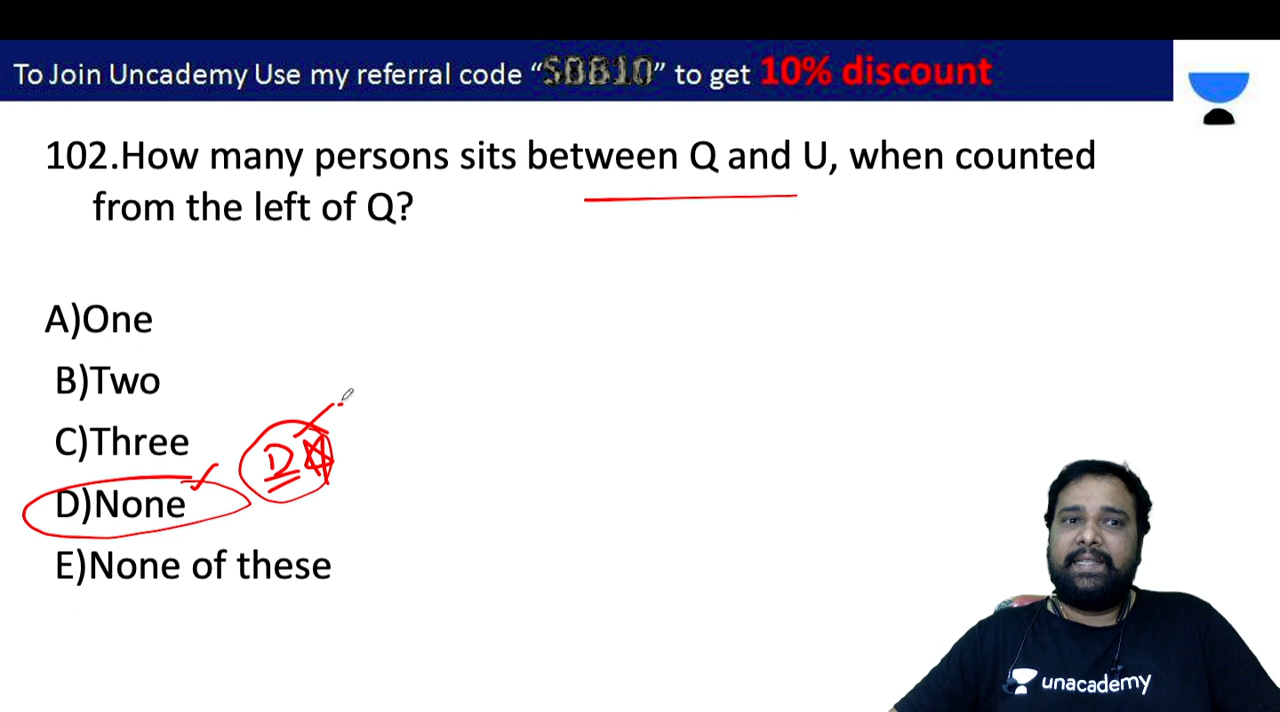 To Join Uncademy Use my referral code “SBB10” to get 10% discount
102.How many persons sits between Q and U, when counted
from the left of Q?
A)One
B)Two
C)Three
D
D)None
E)None of these
unacademy